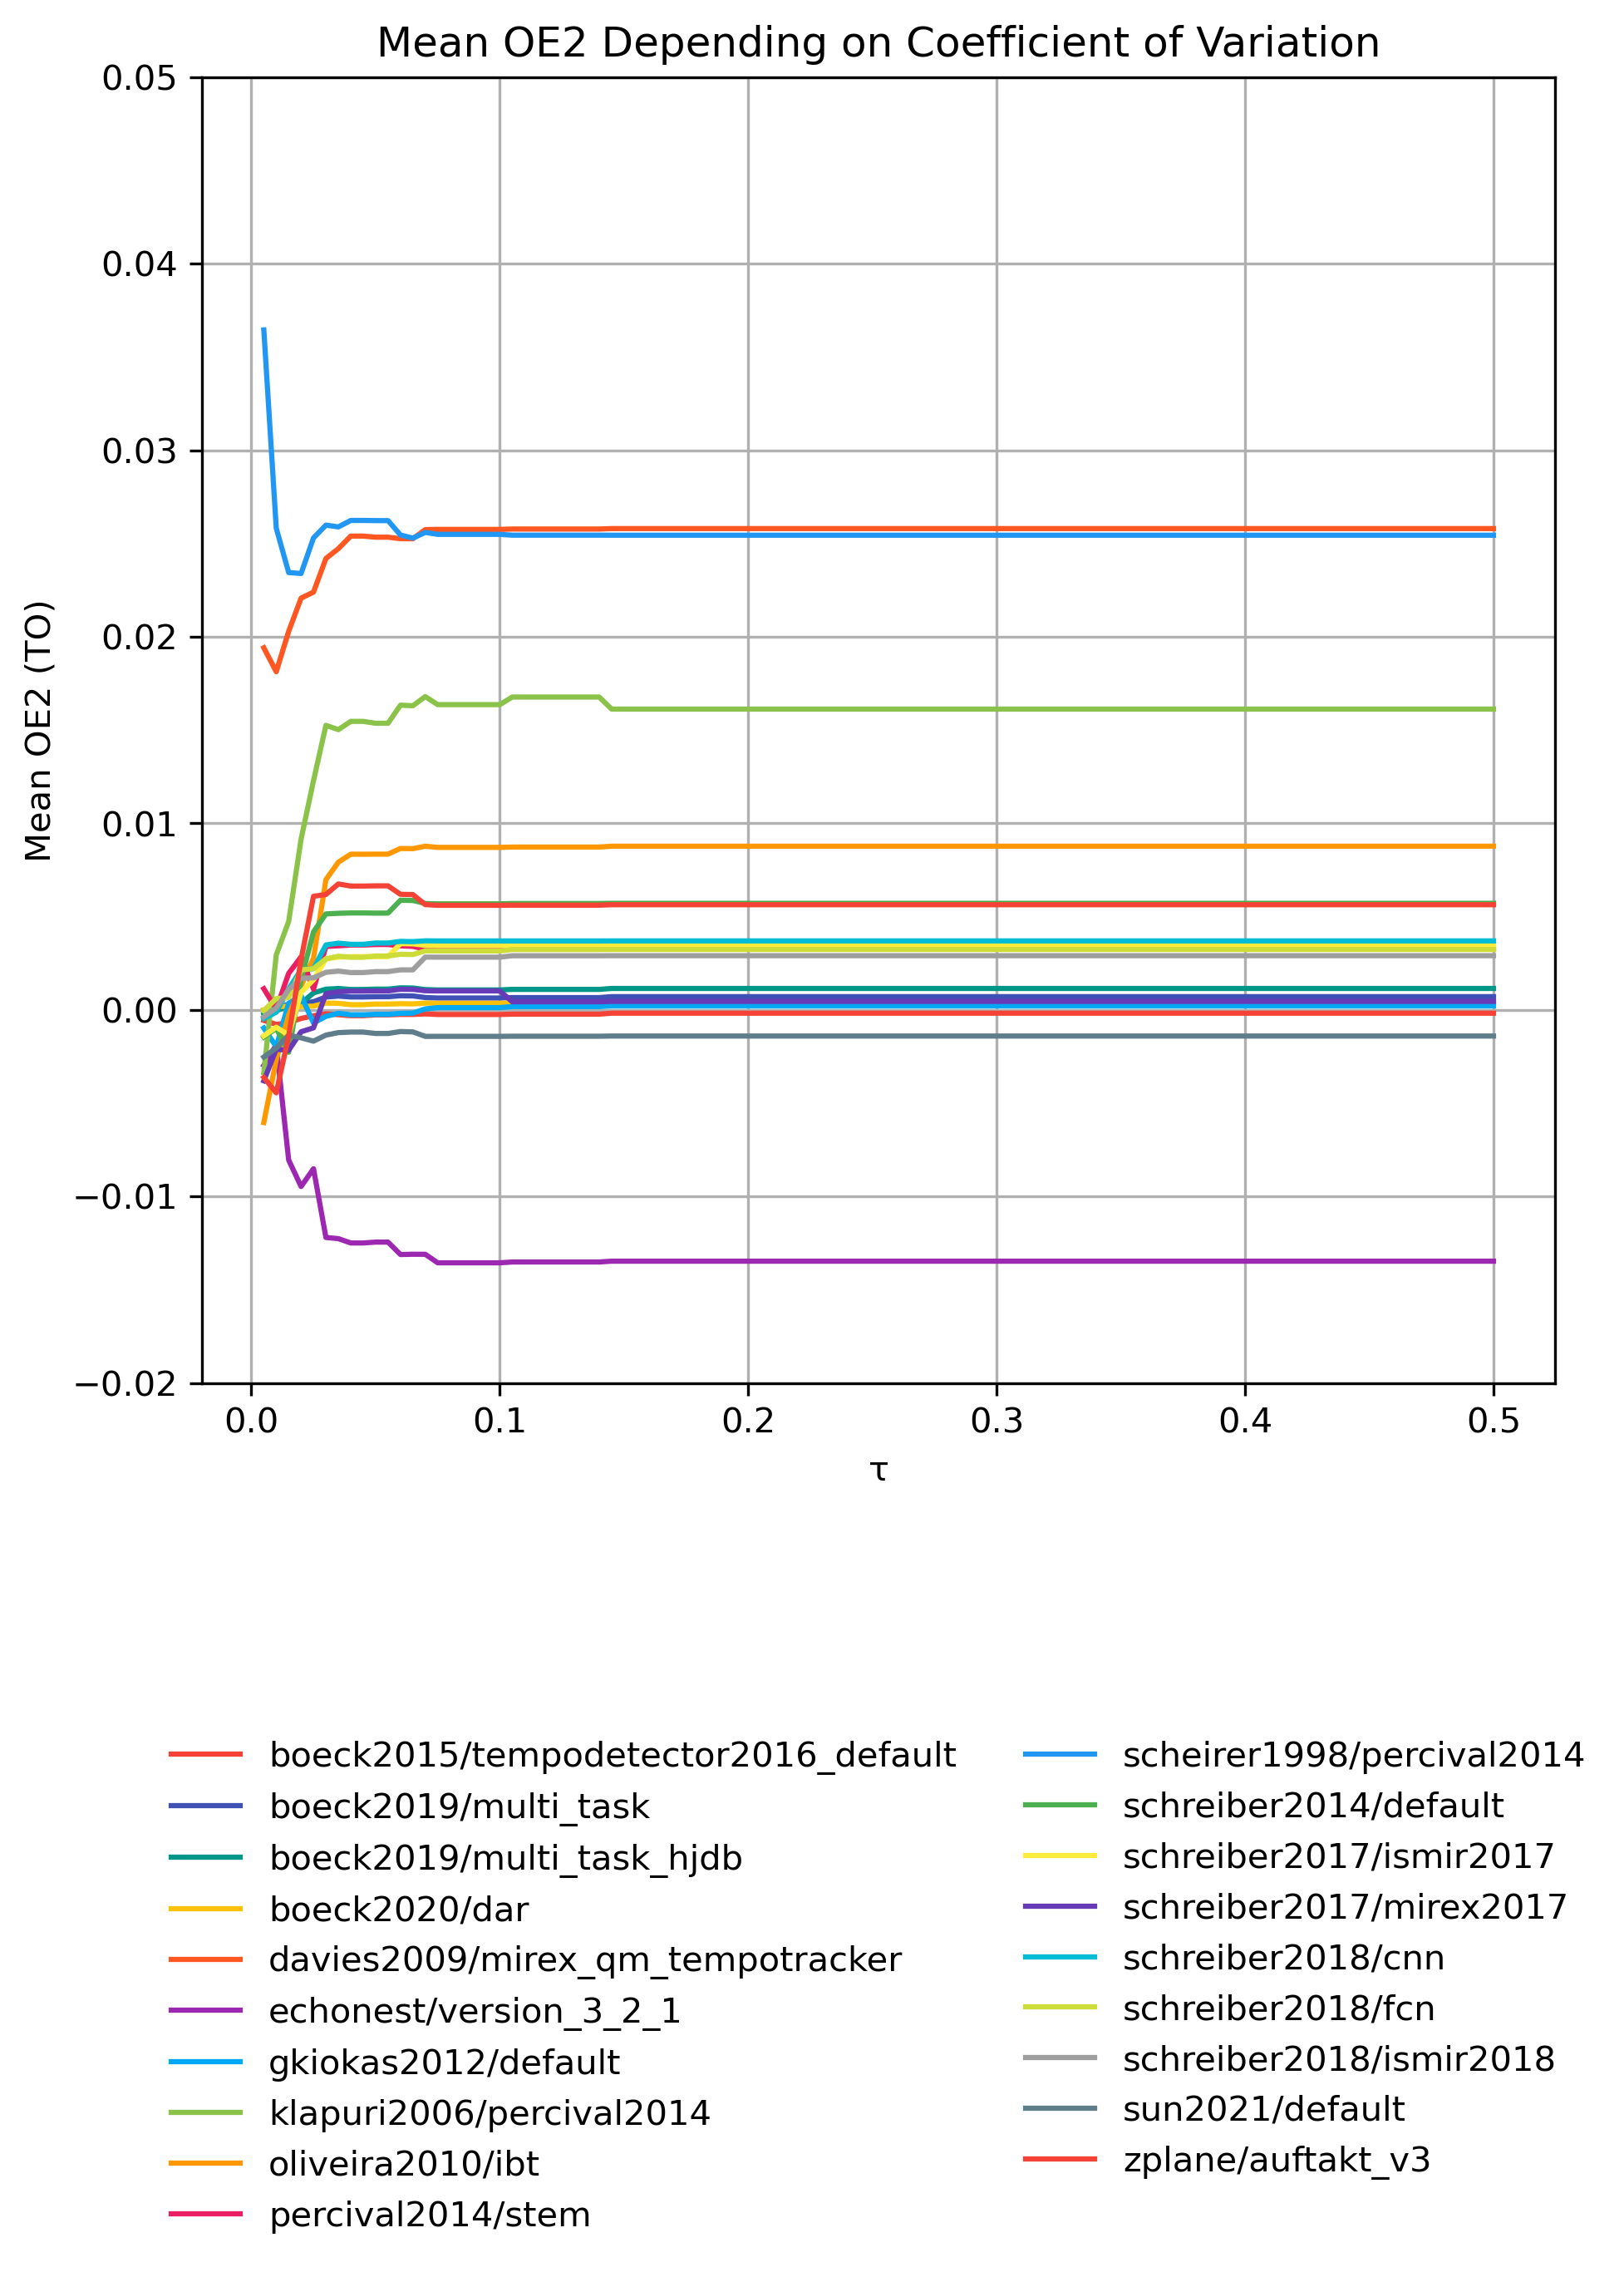 Mean OE2 Depending on Coefficient of Variation
0.05
0.04
0.03
0.02
0.01
0.00
−0.01
−0.02
Mean OE2 (TO)
0.0 0.1 0.2 0.3 0.4 0.5
τ
boeck2015/tempodetector2016_default
boeck2019/multi_task
boeck2019/multi_task_hjdb
boeck2020/dar
davies2009/mirex_qm_tempotracker
echonest/version_3_2_1
gkiokas2012/default
klapuri2006/percival2014
oliveira2010/ibt
percival2014/stem
scheirer1998/percival2014
schreiber2014/default
schreiber2017/ismir2017
schreiber2017/mirex2017
schreiber2018/cnn
schreiber2018/fcn
schreiber2018/ismir2018
sun2021/default
zplane/auftakt_v3